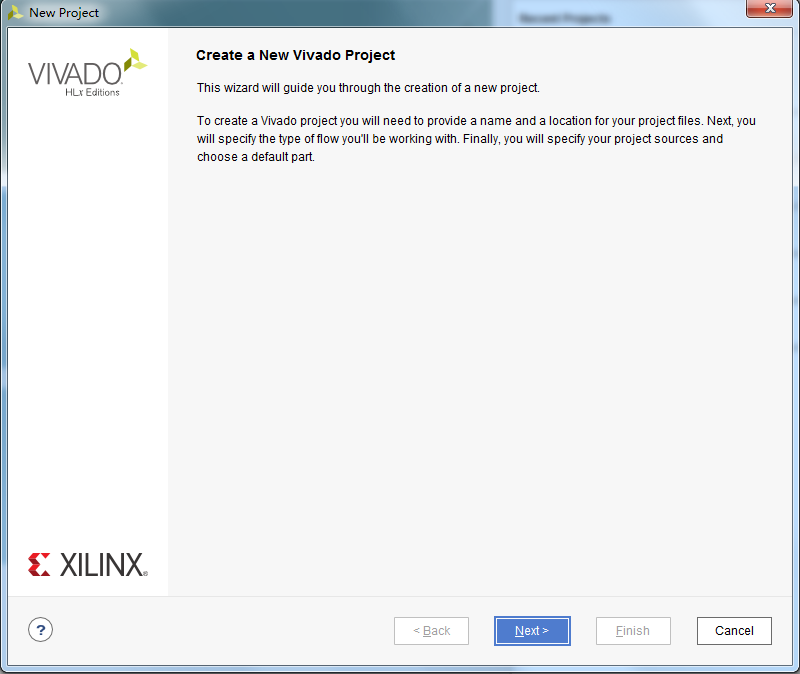 New Project
Recent Projects
VIVADO
HLx Editions
Create a New Vivado Project
This wizard will guide you through the creation of a new project.
To create a Vivado project you will need to provide a name and a location for your project files. Next, you
will specify the type of flow you'll be working with. Finally, you will specify your project sources and
choose a default part.
XILINX
?
< Back
Next >
Finish
Cancel